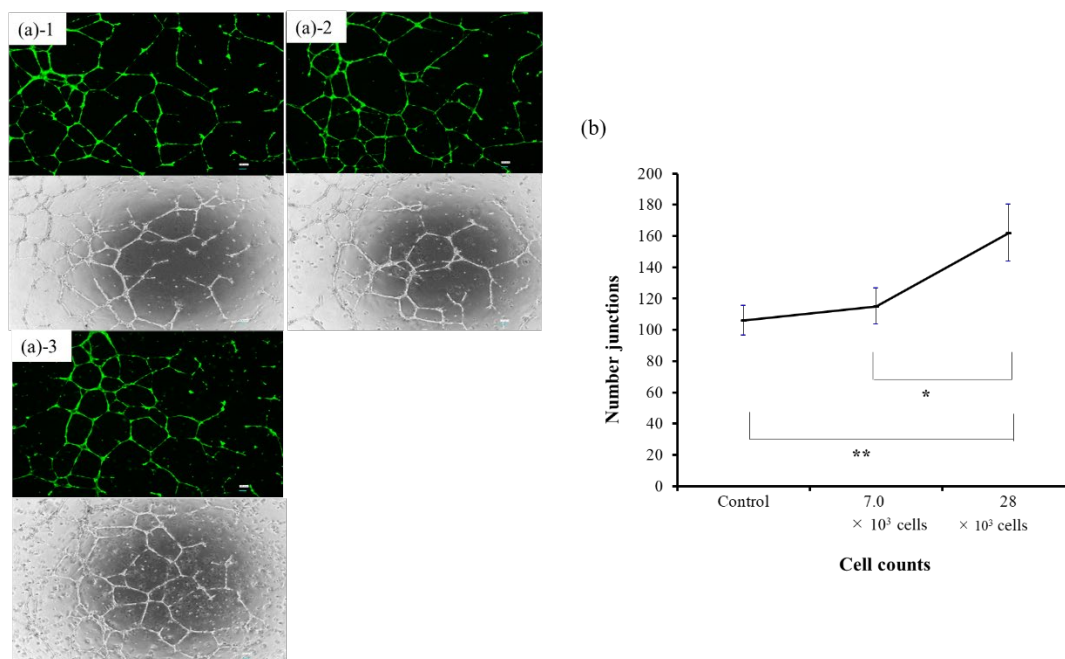 (a)-1
(a)-2
(a)-3
(b)
200
180
160
140
120
100
80
60
40
20
0
Number junctions
*
**
Control
7.0
28
× 10³ cells
× 10³ cells
Cell counts